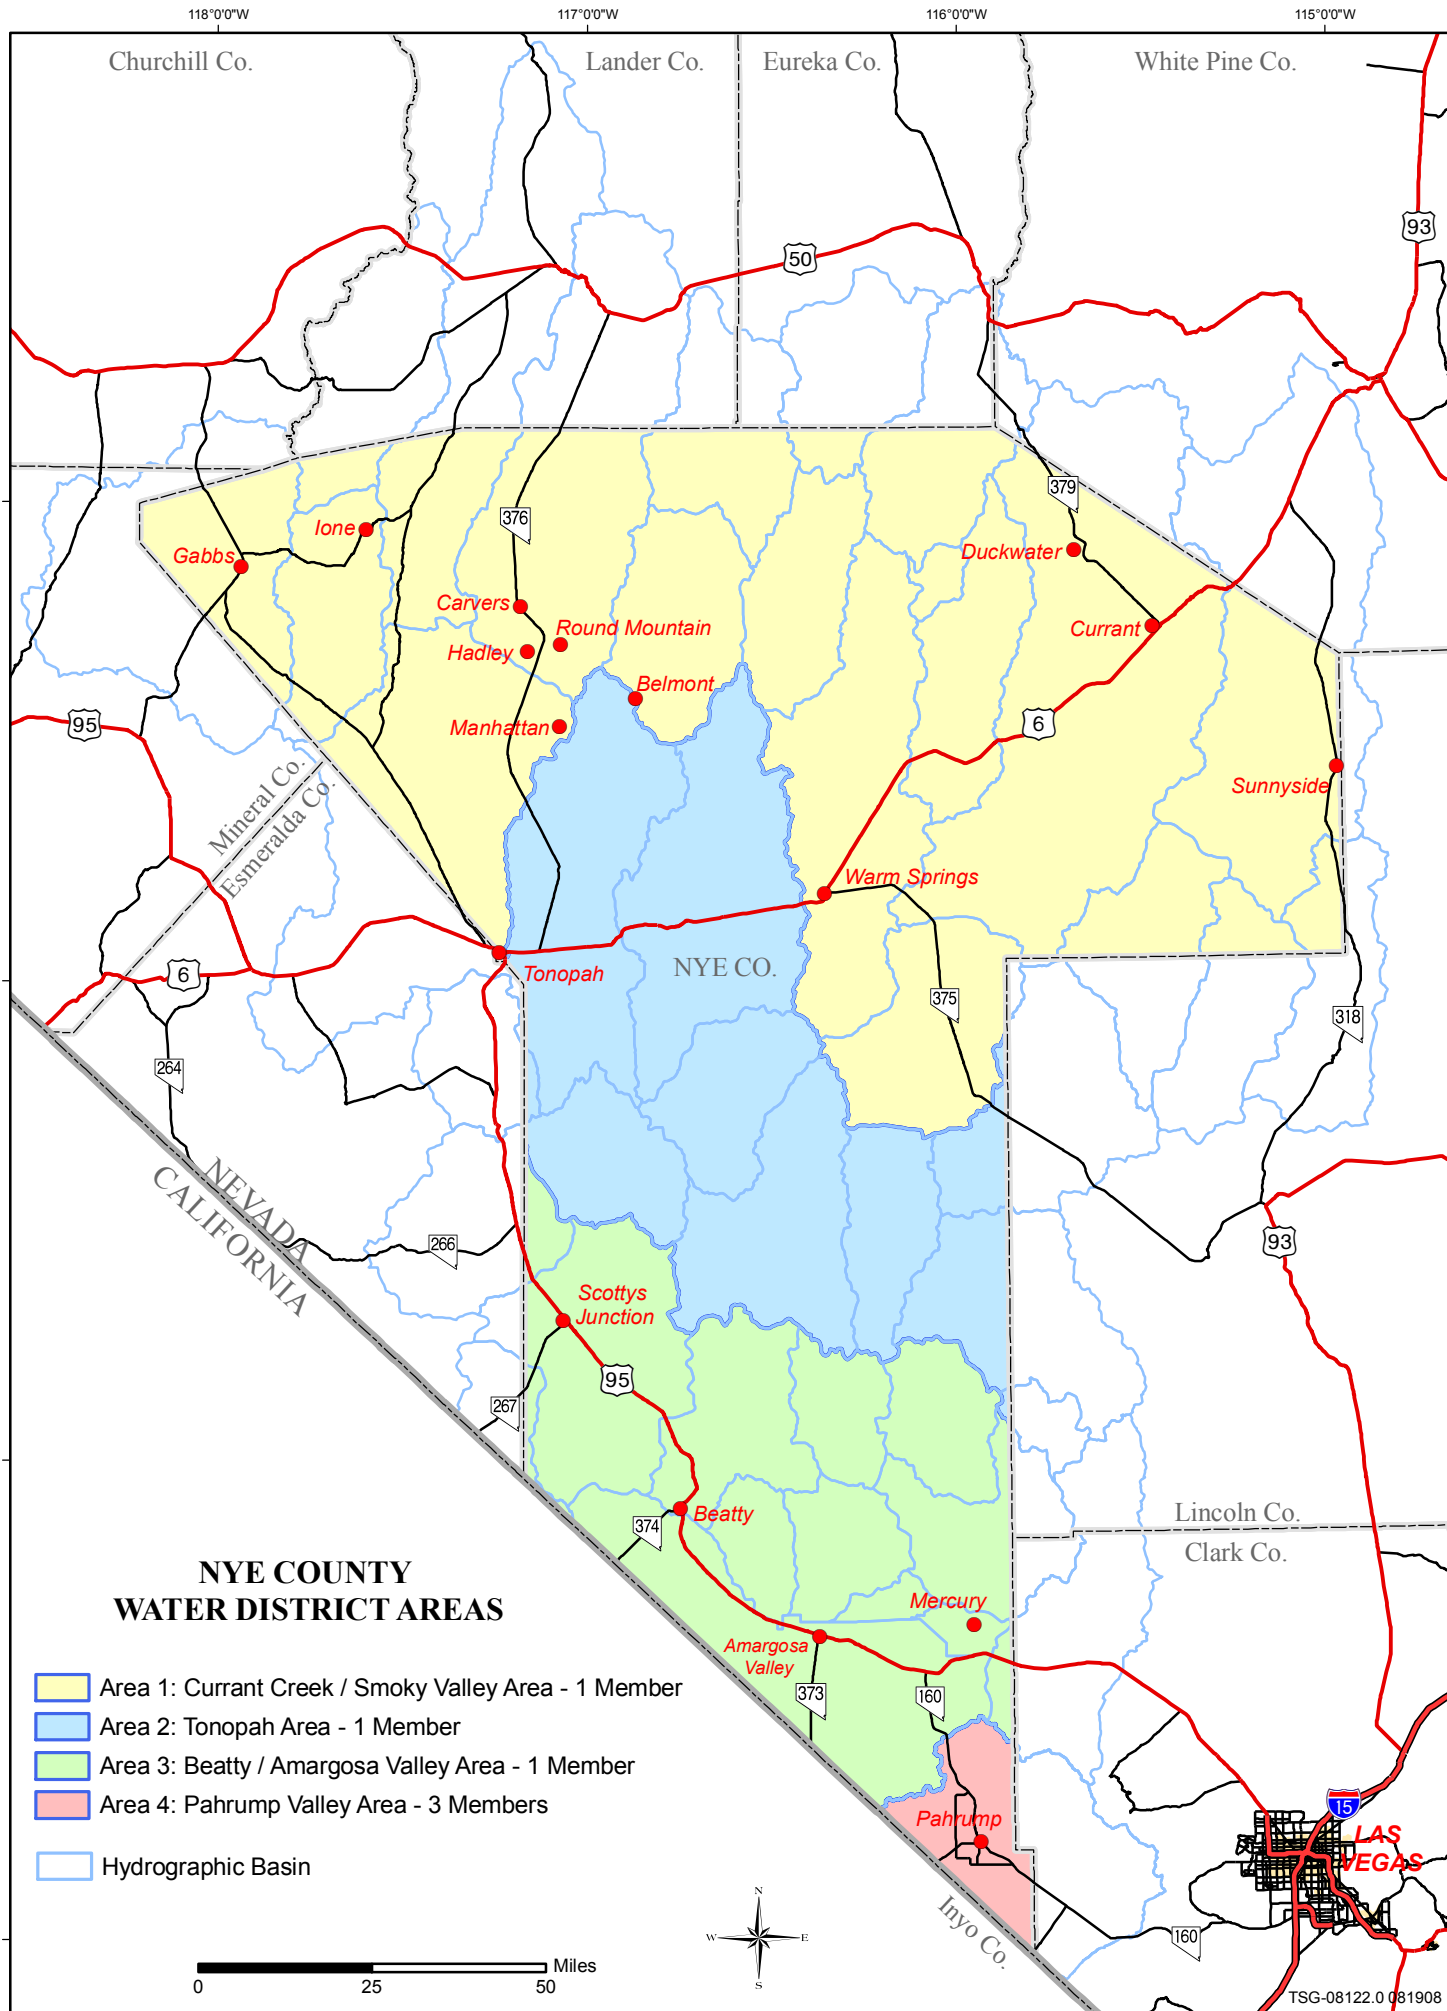 118°0'0"W
117°0'0"W
116°0'0"W
115°0'0"W
Churchill Co.
Lander Co.
Eureka Co.
White Pine Co.
93
50
379
376
Ione
Gabbs
Duckwater
Carvers
Round Mountain
Currant
Hadley
Belmont
Manhattan
95
6
Sunnyside
Mineral Co.
Esmeralda Co.
Warm Springs
6
Tonopah
NYE CO.
375
318
264
NEVADA
CALIFORNIA
266
93
Scottys
Junction
95
267
Beatty
374
Lincoln Co.
Clark Co.
NYE COUNTY
WATER DISTRICT AREAS
Mercury
Amargosa
Valley
373
160
Area 1: Currant Creek / Smoky Valley Area - 1 Member
Area 2: Tonopah Area - 1 Member
Area 3: Beatty / Amargosa Valley Area - 1 Member
Area 4: Pahrump Valley Area - 3 Members
Hydrographic Basin
Pahrump
15
LAS
VEGAS
Inyo Co.
160
N
W
E
S
Miles
0
25
50
TSG-08122.0 081908